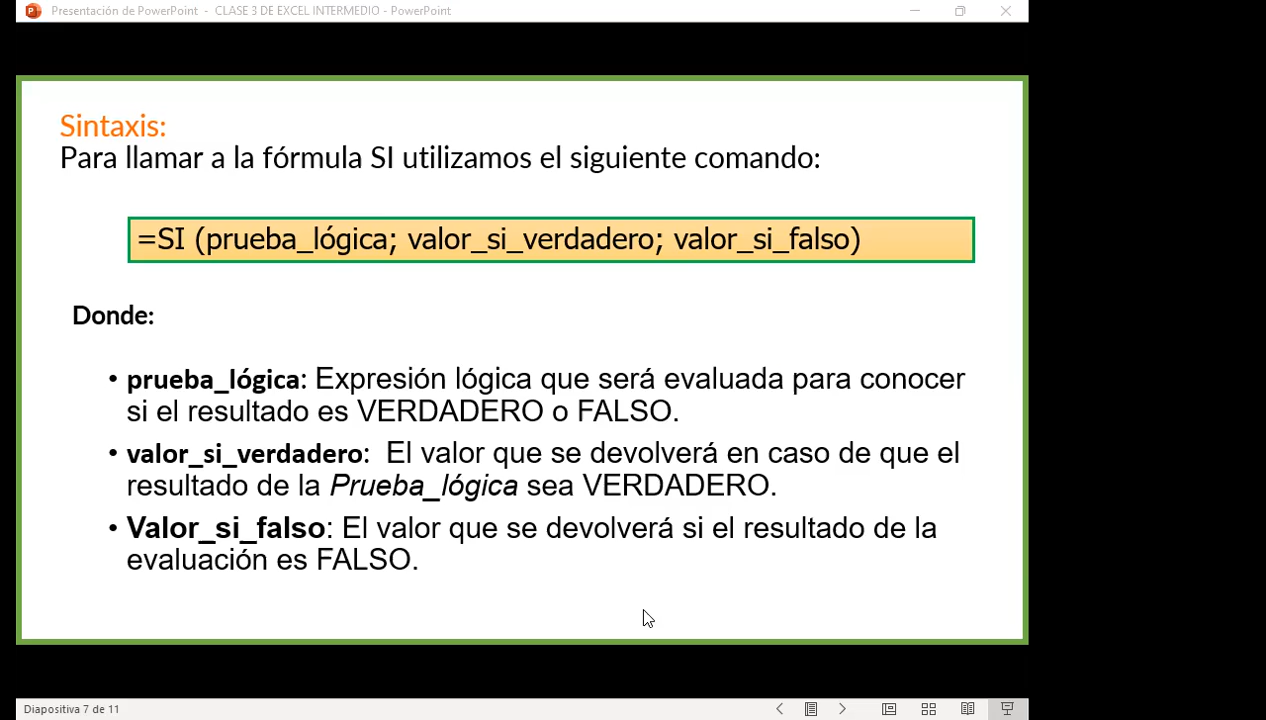 Presentación de PowerPoint - CLASE 3 DE EXCEL INTERMEDIO - PowerPoint
Sintaxis:
Para llamar a la fórmula SI utilizamos el siguiente comando:
=SI (prueba_lógica; valor_si_verdadero; valor_si_falso)
Donde:
• prueba_lógica: Expresión lógica que será evaluada para conocer
si el resultado es VERDADERO o FALSO.
• valor_si_verdadero: El valor que se devolverá en caso de que el
resultado de la Prueba_lógica sea VERDADERO.
• Valor_si_falso: El valor que se devolverá si el resultado de la
evaluación es FALSO.
Diapositiva 7 de 11